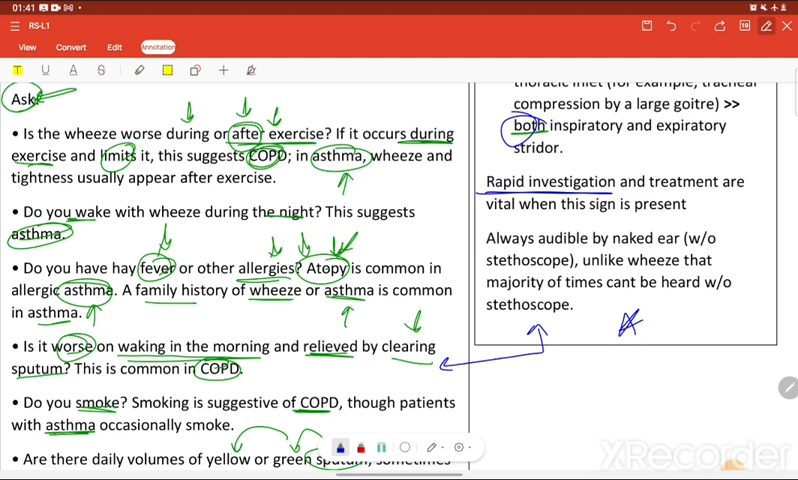 01:41
RS-L1
View
Convert
Edit
Annotation
Ask:
• Is the wheeze worse during or after exercise? If it occurs during
exercise and limits it, this suggests COPD; in asthma, wheeze and
tightness usually appear after exercise.
• Do you wake with wheeze during the night? This suggests
asthma.
• Do you have hay fever or other allergies? Atopy is common in
allergic asthma. A family history of wheeze or asthma is common
in asthma.
• Is it worse on waking in the morning and relieved by clearing
sputum? This is common in COPD.
• Do you smoke? Smoking is suggestive of COPD, though patients
with asthma occasionally smoke.
• Are there daily volumes of yellow or green sputum, sometimes
thoracic inlet (for example, tracheal
compression by a large goitre) >>
both inspiratory and expiratory
stridor.
Rapid investigation and treatment are
vital when this sign is present
Always audible by naked ear (w/o
stethoscope), unlike wheeze that
majority of times cant be heard w/o
stethoscope.
XRecorder